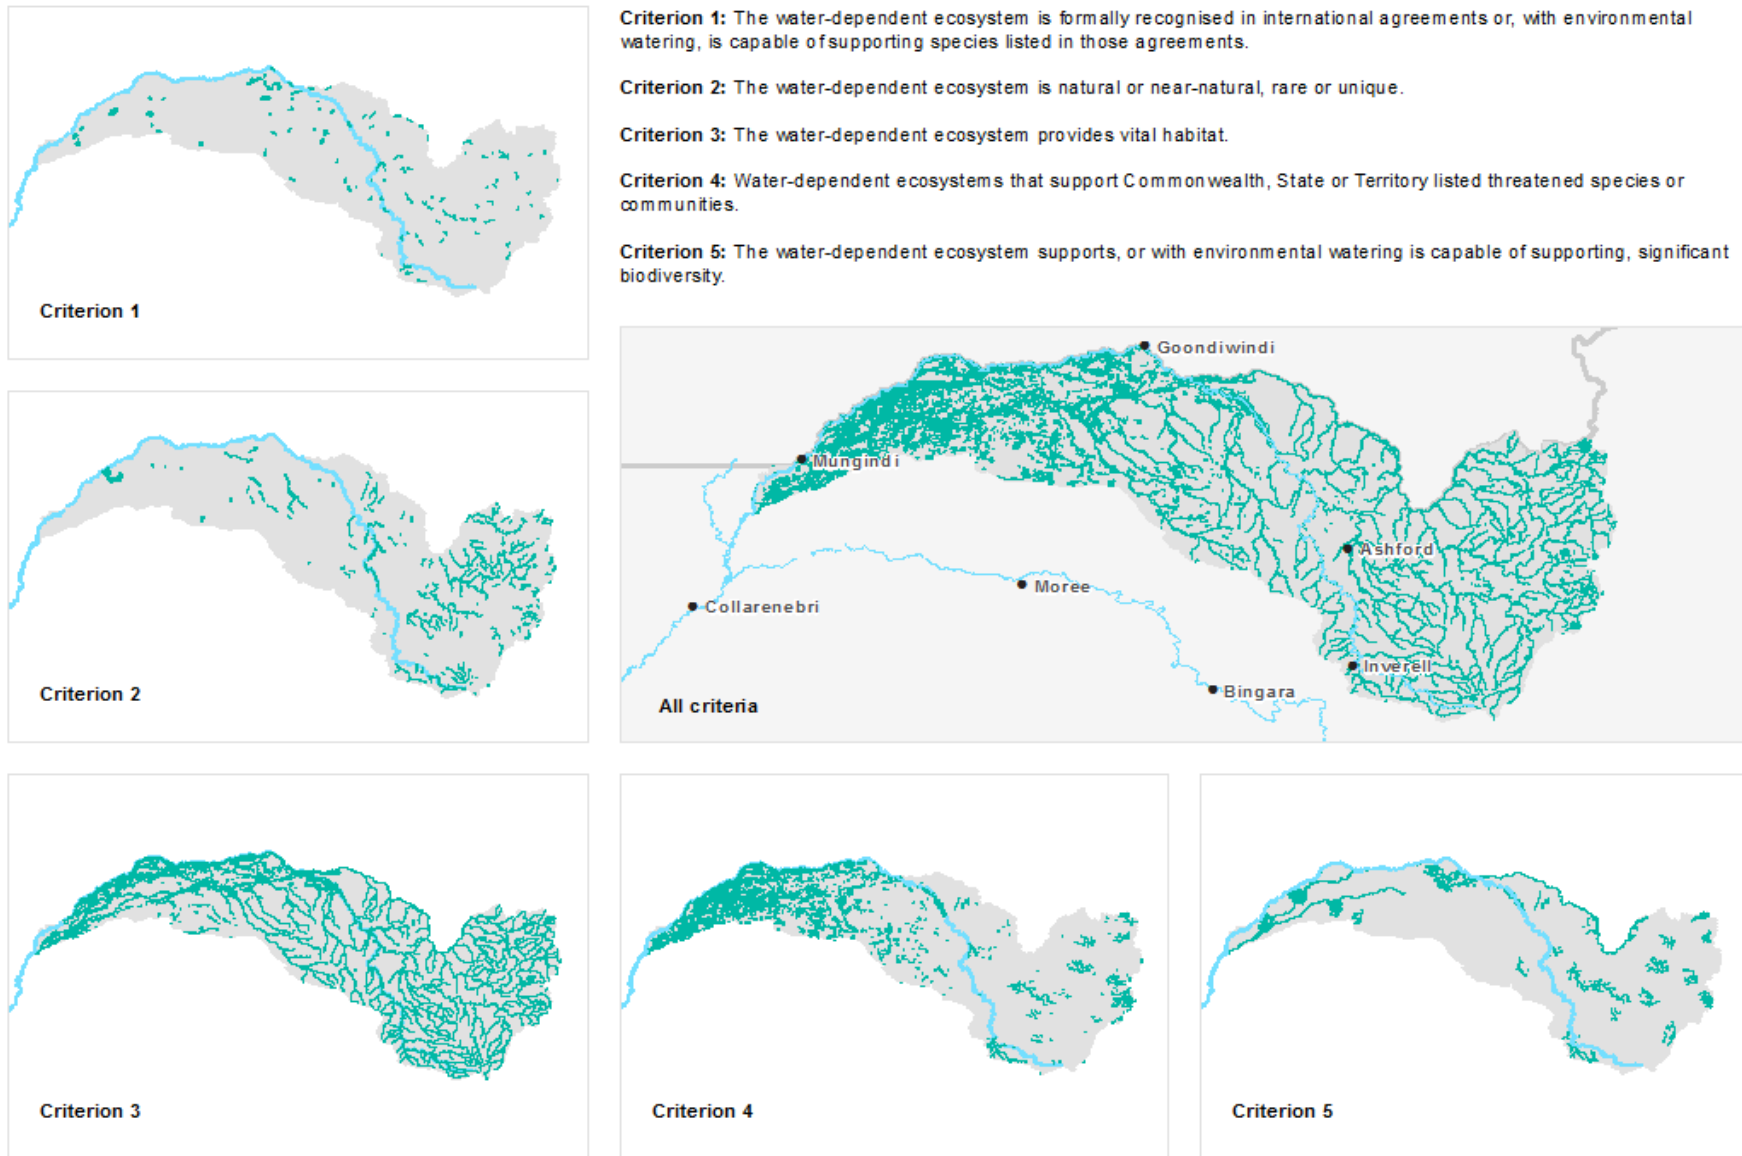 Criterion 1: The water-dependent ecosystem is formally recognised in international agreements or, with environmental
watering, is capable of supporting species listed in those agreements.
Criterion 2: The water-dependent ecosystem is natural or near-natural, rare or unique.
Criterion 3: The water-dependent ecosystem provides vital habitat.
Criterion 4: Water-dependent ecosystems that support Commonwealth, State or Territory listed threatened species or
communities.
Criterion 5: The water-dependent ecosystem supports, or with environmental watering is capable of supporting, significant
biodiversity.
Criterion 1
Goondiwindi
Mungindi
Ashford
Moree
Collarenebri
Inverell
Bingara
All criteria
Criterion 2
Criterion 3
Criterion 4
Criterion 5